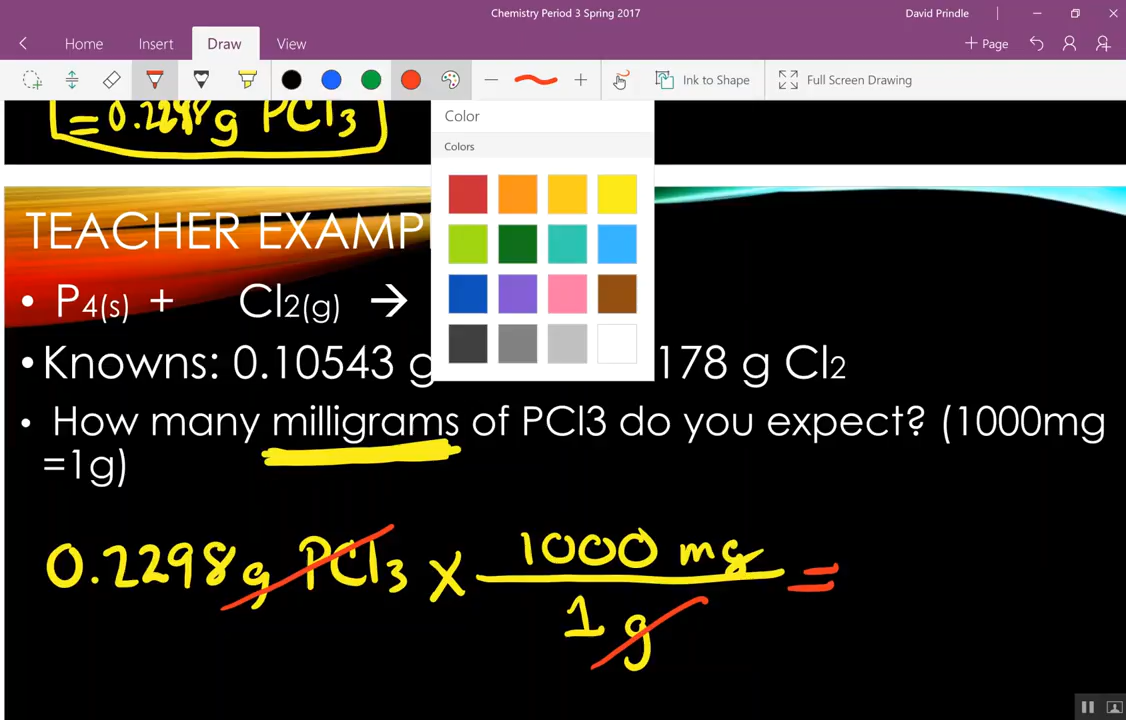 Chemistry Period 3 Spring 2017
David Prindle
Home Insert Draw View
Page
Ink to Shape
Full Screen Drawing
Color
Colors
=0.2298g PCl3
TEACHER EXAMP
• P4(s) + Cl2(g) →
• Knowns: 0.10543 g 178 g Cl2
• How many milligrams of PCl3 do you expect? (1000mg
=1g)
0.2298g PCl3 x 1000 mg =
1 g